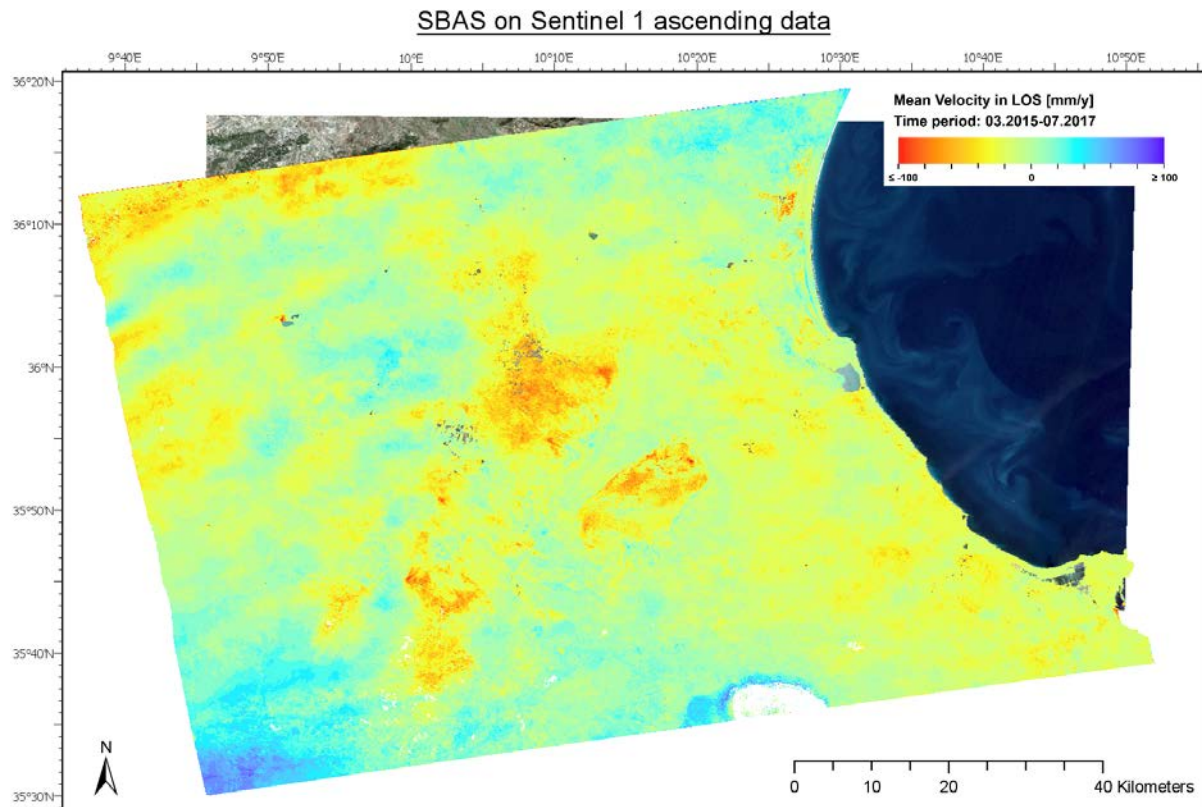 SBAS on Sentinel 1 ascending data
9°40'E 9°50'E 10°E 10°10'E 10°20'E 10°30'E 10°40'E 10°50'E
36°20'N
Mean Velocity in LOS [mm/y]
Time period: 03.2015-07.2017
≤ -100 0 ≥ 100
36°10'N
36°N
35°50'N
35°40'N
N
0 10 20 40 Kilometers
35°30'N